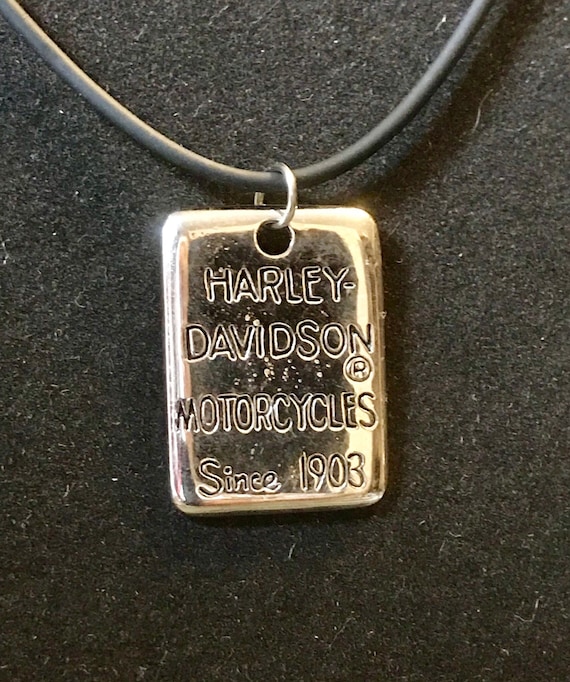 HARLEY-
DAVIDSON
®
MOTORCYCLES
Since 1903